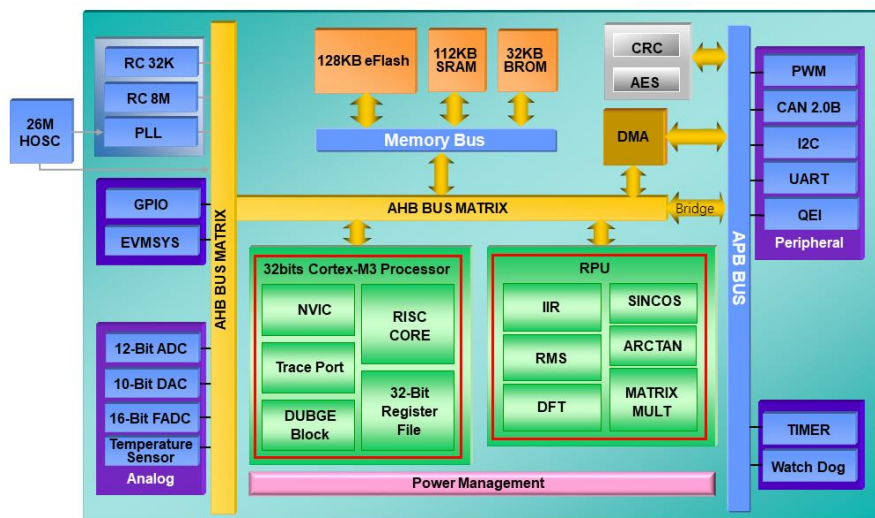 26M
HOSC
RC 32K
RC 8M
PLL
GPIO
EVMSYS
12-Bit ADC
10-Bit DAC
16-Bit FADC
Temperature
Sensor
Analog
AHB BUS MATRIX
128KB eFlash
112KB
SRAM
32KB
BROM
Memory Bus
AHB BUS MATRIX
CRC
AES
DMA
Bridge
32bits Cortex-M3 Processor
NVIC
Trace Port
DUBGE
Block
RISC
CORE
32-Bit
Register
File
RPU
IIR
RMS
DFT
SINCOS
ARCTAN
MATRIX
MULT
Power Management
APB BUS
PWM
CAN 2.0B
I2C
UART
QEI
Peripheral
TIMER
Watch Dog